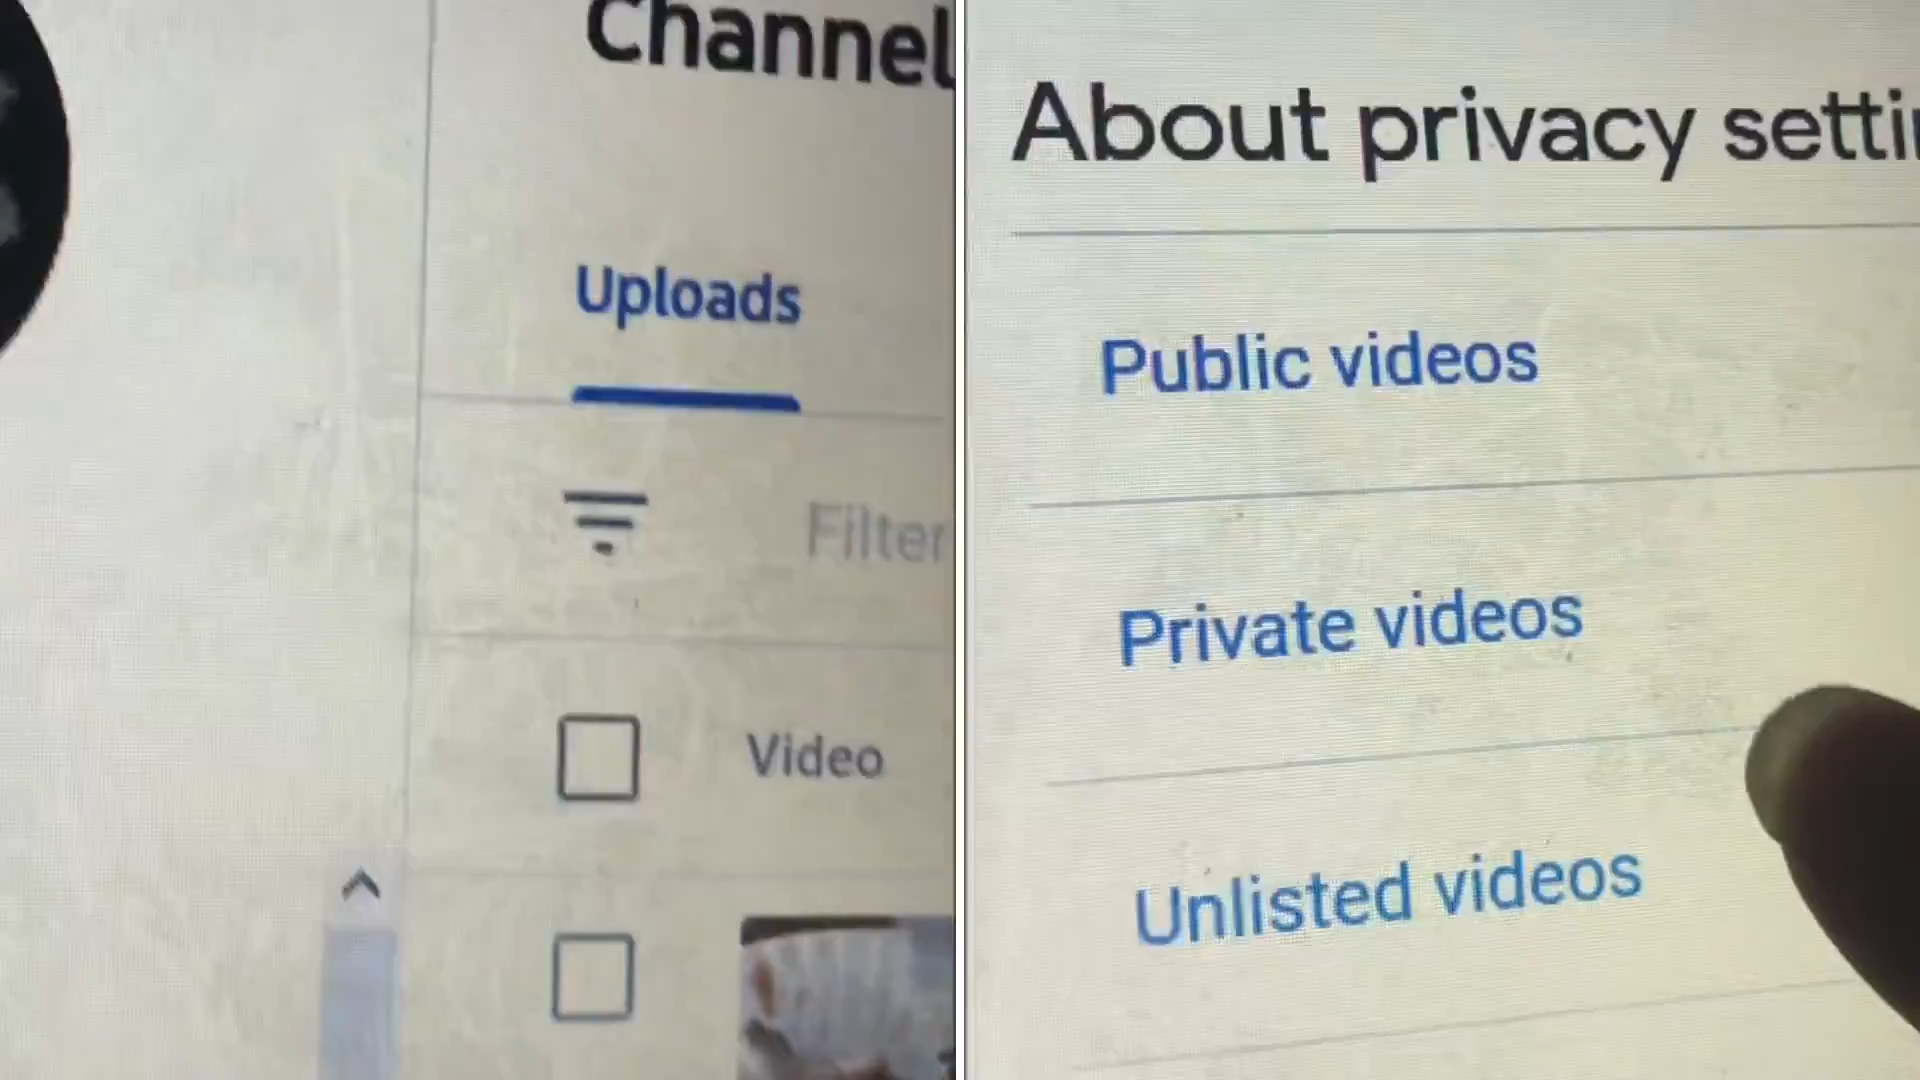 Channel
Uploads
Filter
Video
About privacy setti
Public videos
Private videos
Unlisted videos